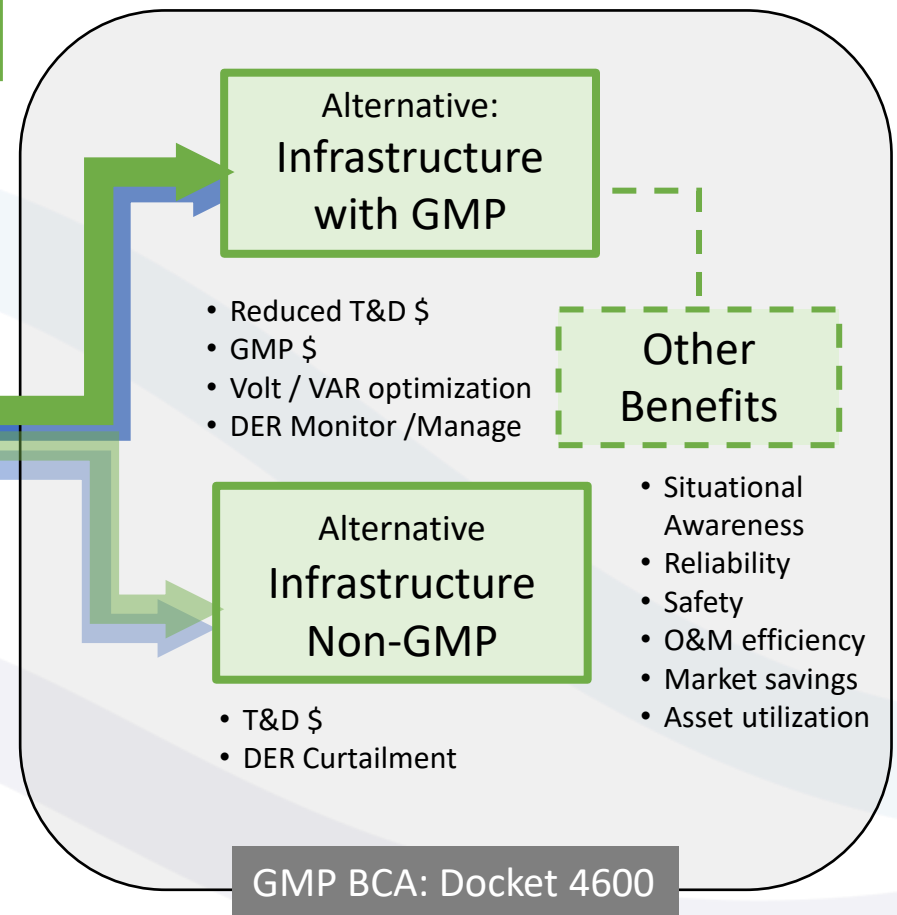 Alternative:
Infrastructure
with GMP
• Reduced T&D $
• GMP $
• Volt / VAR optimization
• DER Monitor /Manage
Other
Benefits
• Situational
Awareness
• Reliability
• Safety
• O&M efficiency
• Market savings
• Asset utilization
Alternative
Infrastructure
Non-GMP
• T&D $
• DER Curtailment
GMP BCA: Docket 4600